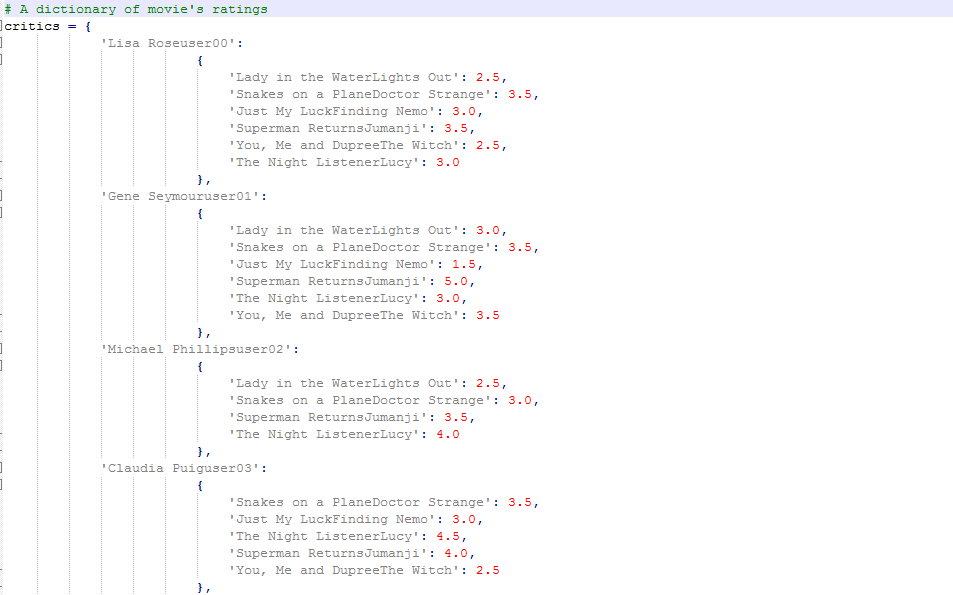 # A dictionary of movie's ratings
critics = {
'Lisa Roseuser00':
{
'Lady in the WaterLights Out': 2.5,
'Snakes on a PlaneDoctor Strange': 3.5,
'Just My LuckFinding Nemo': 3.0,
'Superman ReturnsJumanji': 3.5,
'You, Me and DupreeThe Witch': 2.5,
'The Night ListenerLucy': 3.0
},
'Gene Seymouruser01':
{
'Lady in the WaterLights Out': 3.0,
'Snakes on a PlaneDoctor Strange': 3.5,
'Just My LuckFinding Nemo': 1.5,
'Superman ReturnsJumanji': 5.0,
'The Night ListenerLucy': 3.0,
'You, Me and DupreeThe Witch': 3.5
},
'Michael Phillipsuser02':
{
'Lady in the WaterLights Out': 2.5,
'Snakes on a PlaneDoctor Strange': 3.0,
'Superman ReturnsJumanji': 3.5,
'The Night ListenerLucy': 4.0
},
'Claudia Puiguser03':
{
'Snakes on a PlaneDoctor Strange': 3.5,
'Just My LuckFinding Nemo': 3.0,
'The Night ListenerLucy': 4.5,
'Superman ReturnsJumanji': 4.0,
'You, Me and DupreeThe Witch': 2.5
},